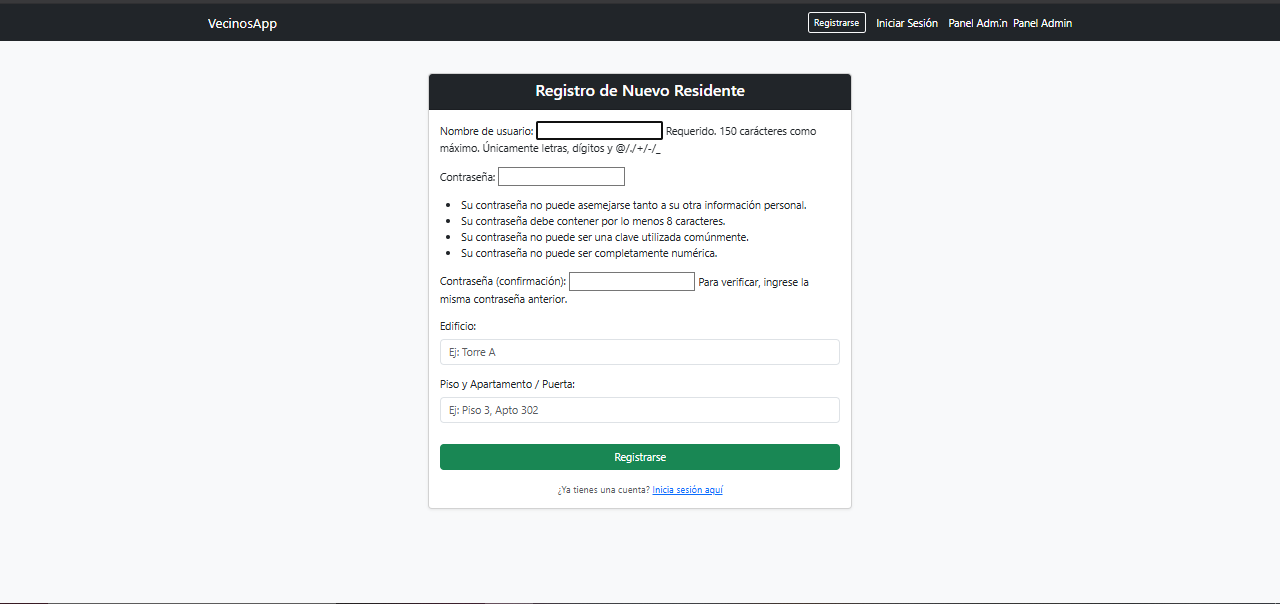 VecinosApp
Registrarse Iniciar Sesión Panel Admin Panel Admin
Registro de Nuevo Residente
Nombre de usuario: Requerido. 150 carácteres como
máximo. Únicamente letras, dígitos y @/./+/-/_
Contraseña:
• Su contraseña no puede asemejarse tanto a su otra información personal.
• Su contraseña debe contener por lo menos 8 caracteres.
• Su contraseña no puede ser una clave utilizada comúnmente.
• Su contraseña no puede ser completamente numérica.
Contraseña (confirmación): Para verificar, ingrese la
misma contraseña anterior.
Edificio:
Ej: Torre A
Piso y Apartamento / Puerta:
Ej: Piso 3, Apto 302
Registrarse
¿Ya tienes una cuenta? Inicia sesión aquí